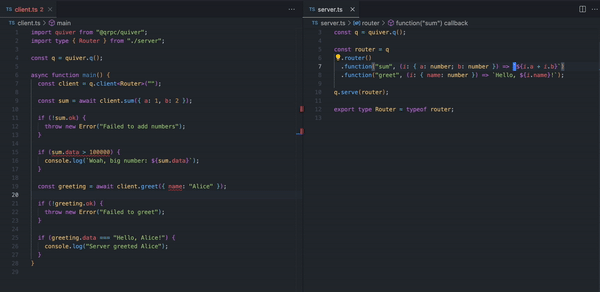 TS client.ts 2 ×
TS client.ts > main
1 import quiver from "@qrpc/quiver";
2 import type { Router } from "./server";
3
4 const q = quiver.q();
5
6 async function main() {
7 const client = q.client<Router>("");
8
9 const sum = await client.sum({ a: 1, b: 2 });
10
11 if (!sum.ok) {
12 throw new Error("Failed to add numbers");
13 }
14
15 if (sum.data > 100000) {
16 console.log(`Woah, big number: ${sum.data}`);
17 }
18
19 const greeting = await client.greet({ name: "Alice" });
20
21 if (!greeting.ok) {
22 throw new Error("Failed to greet");
23 }
24
25 if (greeting.data === "Hello, Alice!") {
26 console.log("Server greeted Alice");
27 }
28 }
29
TS server.ts ×
TS server.ts > router > function("sum") callback
3 const q = quiver.q();
4
5 const router = q
6 .router()
7 .function("sum", (i: { a: number; b: number }) => `${i.a + i.b}`)
8 .function("greet", (i: { name: number }) => `Hello, ${i.name}!`);
9
10 q.serve(router);
11
12 export type Router = typeof router;
13